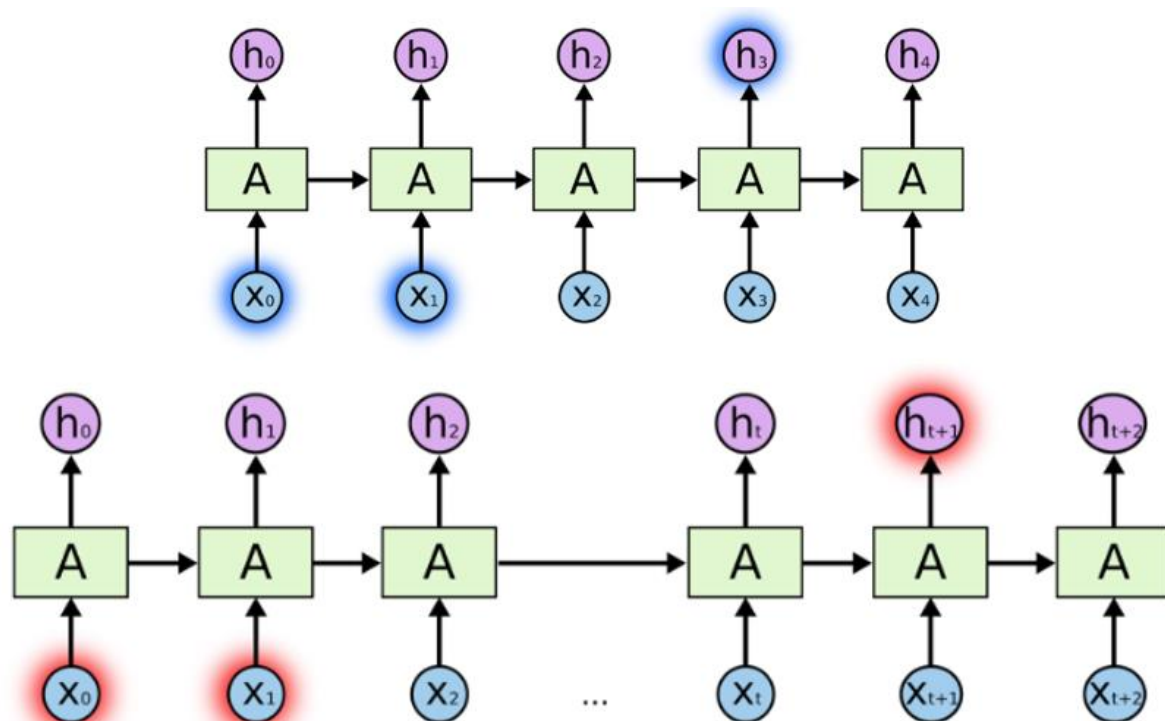 h₀ h₁ h₂ h₃ h₄
A A A A A
x₀ x₁ x₂ x₃ x₄
h₀ h₁ h₂ hₜ hₜ₊₁ hₜ₊₂
A A A A A A
x₀ x₁ x₂ ... xₜ xₜ₊₁ xₜ₊₂